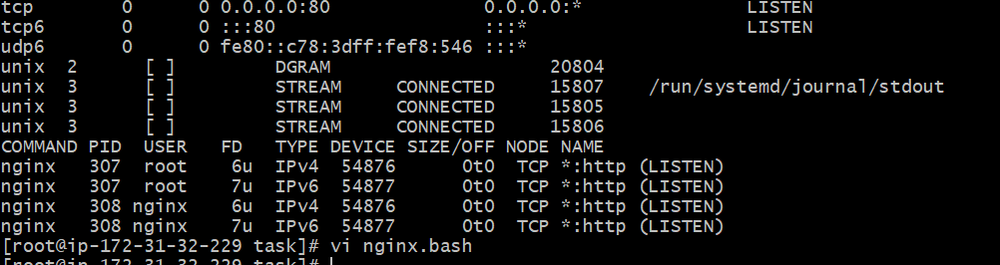 tcp 0 0 0.0.0.0:80 0.0.0.0:* LISTEN
tcp6 0 0 :::80 :::* LISTEN
udp6 0 0 fe80::c78:3dff:fef8:546 :::*
unix 2 [ ] DGRAM 20804
unix 3 [ ] STREAM CONNECTED 15807 /run/systemd/journal/stdout
unix 3 [ ] STREAM CONNECTED 15805
unix 3 [ ] STREAM CONNECTED 15806
COMMAND PID USER FD TYPE DEVICE SIZE/OFF NODE NAME
nginx 307 root 6u IPv4 54876 0t0 TCP *:http (LISTEN)
nginx 307 root 7u IPv6 54877 0t0 TCP *:http (LISTEN)
nginx 308 nginx 6u IPv4 54876 0t0 TCP *:http (LISTEN)
nginx 308 nginx 7u IPv6 54877 0t0 TCP *:http (LISTEN)
[root@ip-172-31-32-229 task]# vi nginx.bash
[root@ip-172-31-32-229 task]#